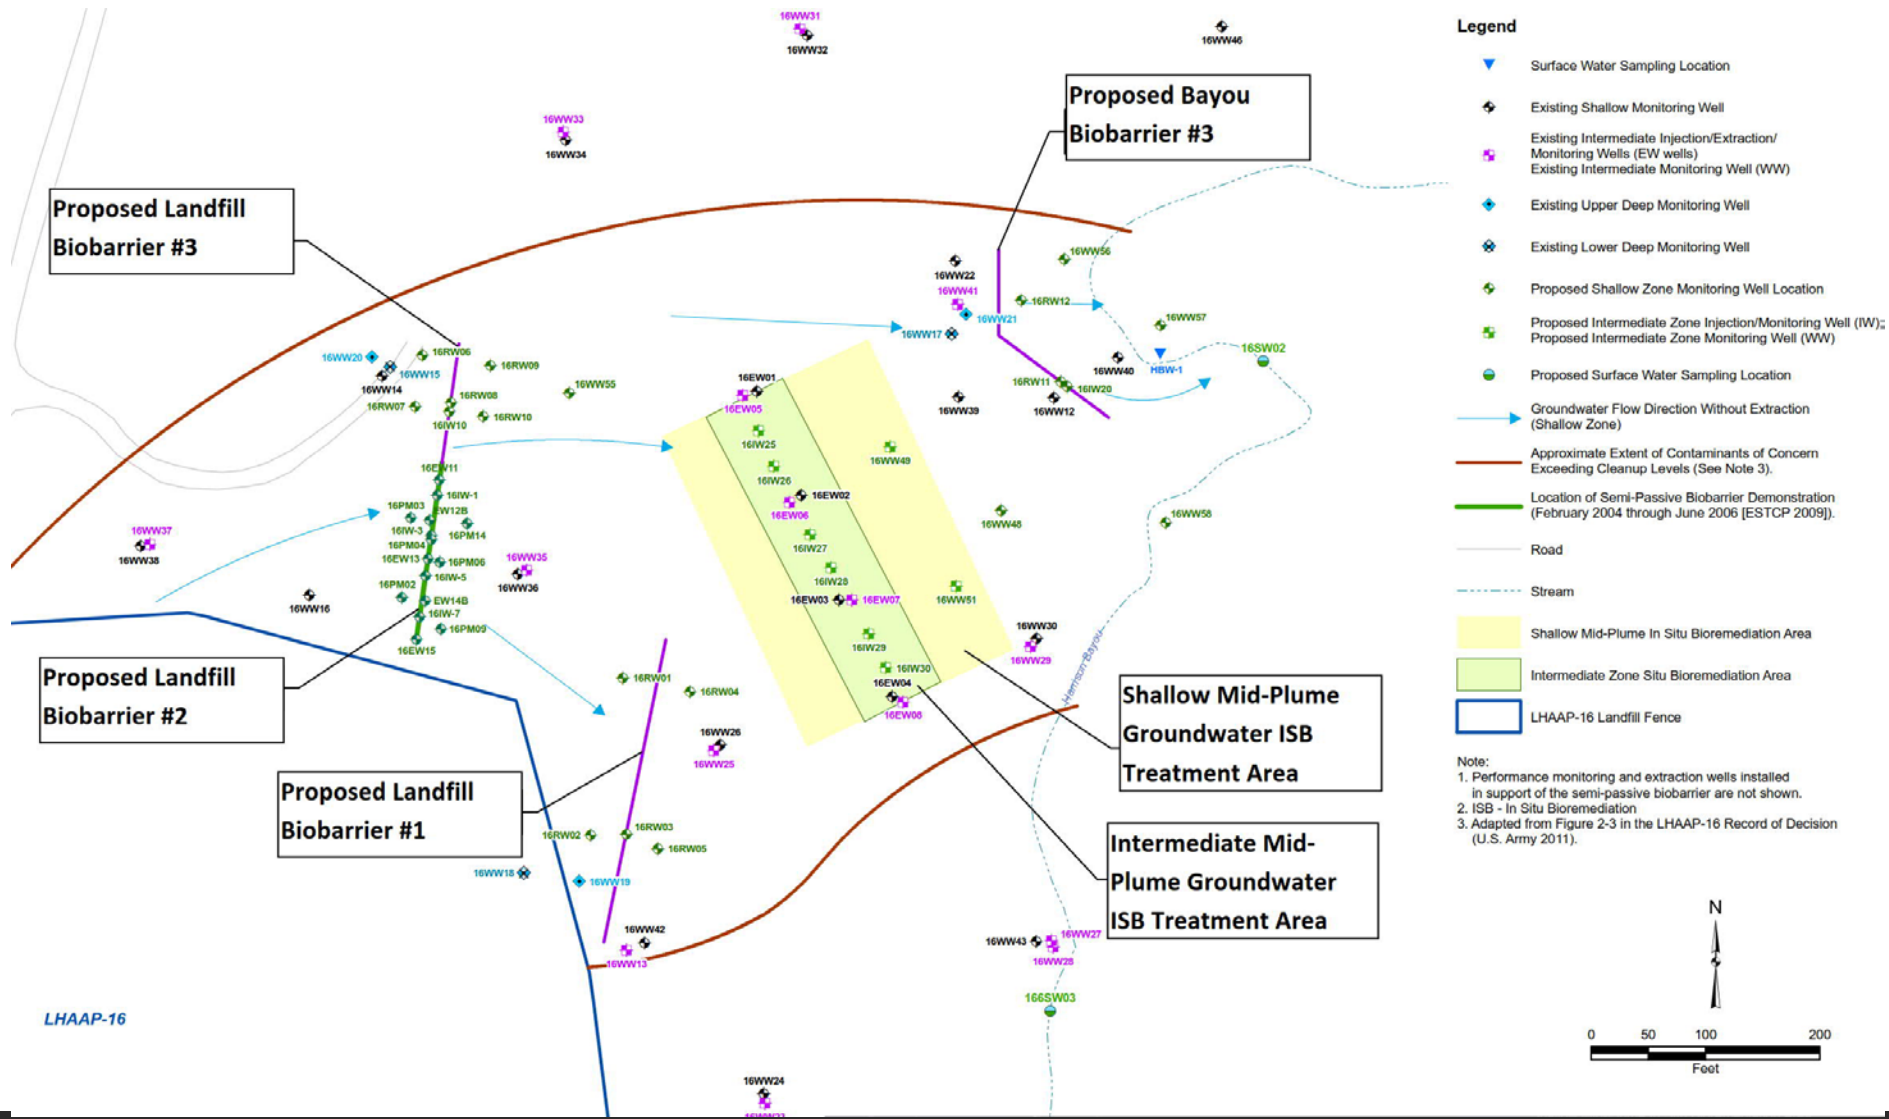 16WW31
16WW32
16WW46
Proposed Bayou
Biobarrier #3
16WW33
16WW34
Proposed Landfill
Biobarrier #3
16WW56
16WW22
16WW41
16RW12
16WW21
16WW17
16WW57
16SW02
HBW-1
16WW40
16RW11
16IW20
16WW12
16WW39
16WW20
16WW15
16WW14
16RW06
16RW09
16RW07
16RW08
16WW55
16RW10
16IW10
16EW01
16EW05
16IW25
16WW49
16IW26
16EW02
16EW06
16WW48
16WW58
16IW27
16IW28
16EW03
16EW07
16WW51
16IW29
16IW30
16EW04
16EW08
16EW11
16IW-1
16PM03
EW12B
16IW-3
16PM14
16PM04
16EW13
16PM06
16IW-5
16PM02
EW14B
16IW-7
16PM09
16EW15
16WW37
16WW38
16WW16
16WW35
16WW36
16WW30
16WW29
Harrison Bayou
Proposed Landfill
Biobarrier #2
16RW01
16RW04
16WW26
16WW25
Shallow Mid-Plume
Groundwater ISB
Treatment Area
Proposed Landfill
Biobarrier #1
16RW02
16RW03
16RW05
16WW18
16WW19
16WW42
16WW13
Intermediate Mid-
Plume Groundwater
ISB Treatment Area
16WW43
16WW27
16WW28
166SW03
16WW24
LHAAP-16
Legend
Surface Water Sampling Location
Existing Shallow Monitoring Well
Existing Intermediate Injection/Extraction/
Monitoring Wells (EW wells)
Existing Intermediate Monitoring Well (WW)
Existing Upper Deep Monitoring Well
Existing Lower Deep Monitoring Well
Proposed Shallow Zone Monitoring Well Location
Proposed Intermediate Zone Injection/Monitoring Well (IW);
Proposed Intermediate Zone Monitoring Well (WW)
Proposed Surface Water Sampling Location
Groundwater Flow Direction Without Extraction
(Shallow Zone)
Approximate Extent of Contaminants of Concern
Exceeding Cleanup Levels (See Note 3).
Location of Semi-Passive Biobarrier Demonstration
(February 2004 through June 2006 [ESTCP 2009]).
Road
Stream
Shallow Mid-Plume In Situ Bioremediation Area
Intermediate Zone Situ Bioremediation Area
LHAAP-16 Landfill Fence
Note:
1. Performance monitoring and extraction wells installed
in support of the semi-passive biobarrier are not shown.
2. ISB - In Situ Bioremediation
3. Adapted from Figure 2-3 in the LHAAP-16 Record of Decision
(U.S. Army 2011).
N
0 50 100 200
Feet